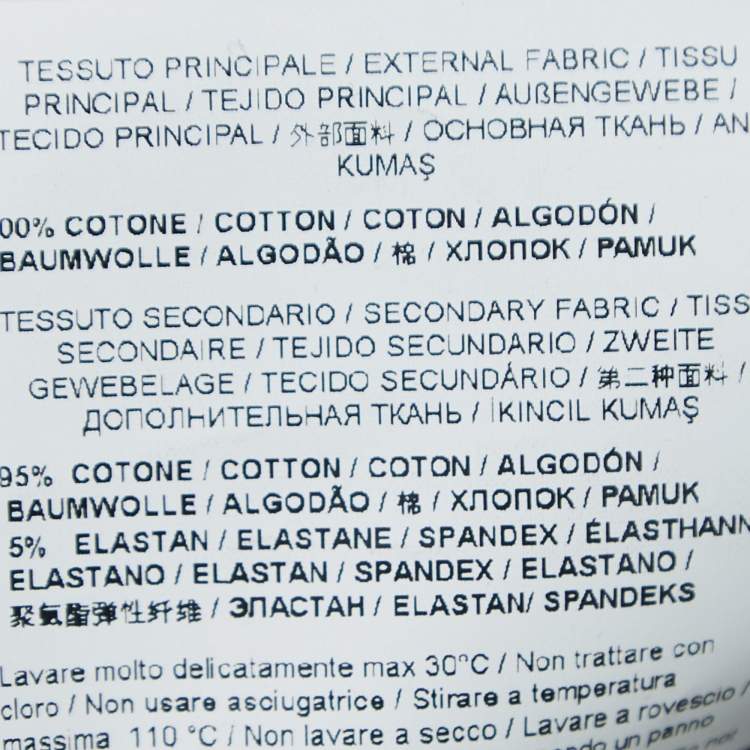 TESSUTO PRINCIPALE / EXTERNAL FABRIC / TISSU
PRINCIPAL / TEJIDO PRINCIPAL / AUßENGEWEBE /
TECIDO PRINCIPAL / 外部面料 / ОСНОВНАЯ ТКАНЬ / AN
KUMAŞ
00% COTONE / COTTON / COTON / ALGODÓN /
BAUMWOLLE / ALGODÃO / 棉 / ХЛОПОК / PAMUK
TESSUTO SECONDARIO / SECONDARY FABRIC / TISS
SECONDAIRE / TEJIDO SECUNDARIO / ZWEITE
GEWEBELAGE / TECIDO SECUNDÁRIO / 第二种面料 /
ДОПОЛНИТЕЛЬНАЯ ТКАНЬ / İKINCIL KUMAŞ
95% COTONE / COTTON / COTON / ALGODÓN /
BAUMWOLLE / ALGODÃO / 棉 / ХЛОПОК / PAMUK
5% ELASTAN / ELASTANE / SPANDEX / ÉLASTHANN
ELASTANO / ELASTAN / SPANDEX / ELASTANO /
聚氨酯弹性纤维 / ЭЛАСТАН / ELASTAN/ SPANDEKS
Lavare molto delicatamente max 30°C / Non trattare con
cloro / Non usare asciugatrice / Stirare a temperatura
massima 110 °C / Non lavare a secco / Lavare a rovescio /
un panno